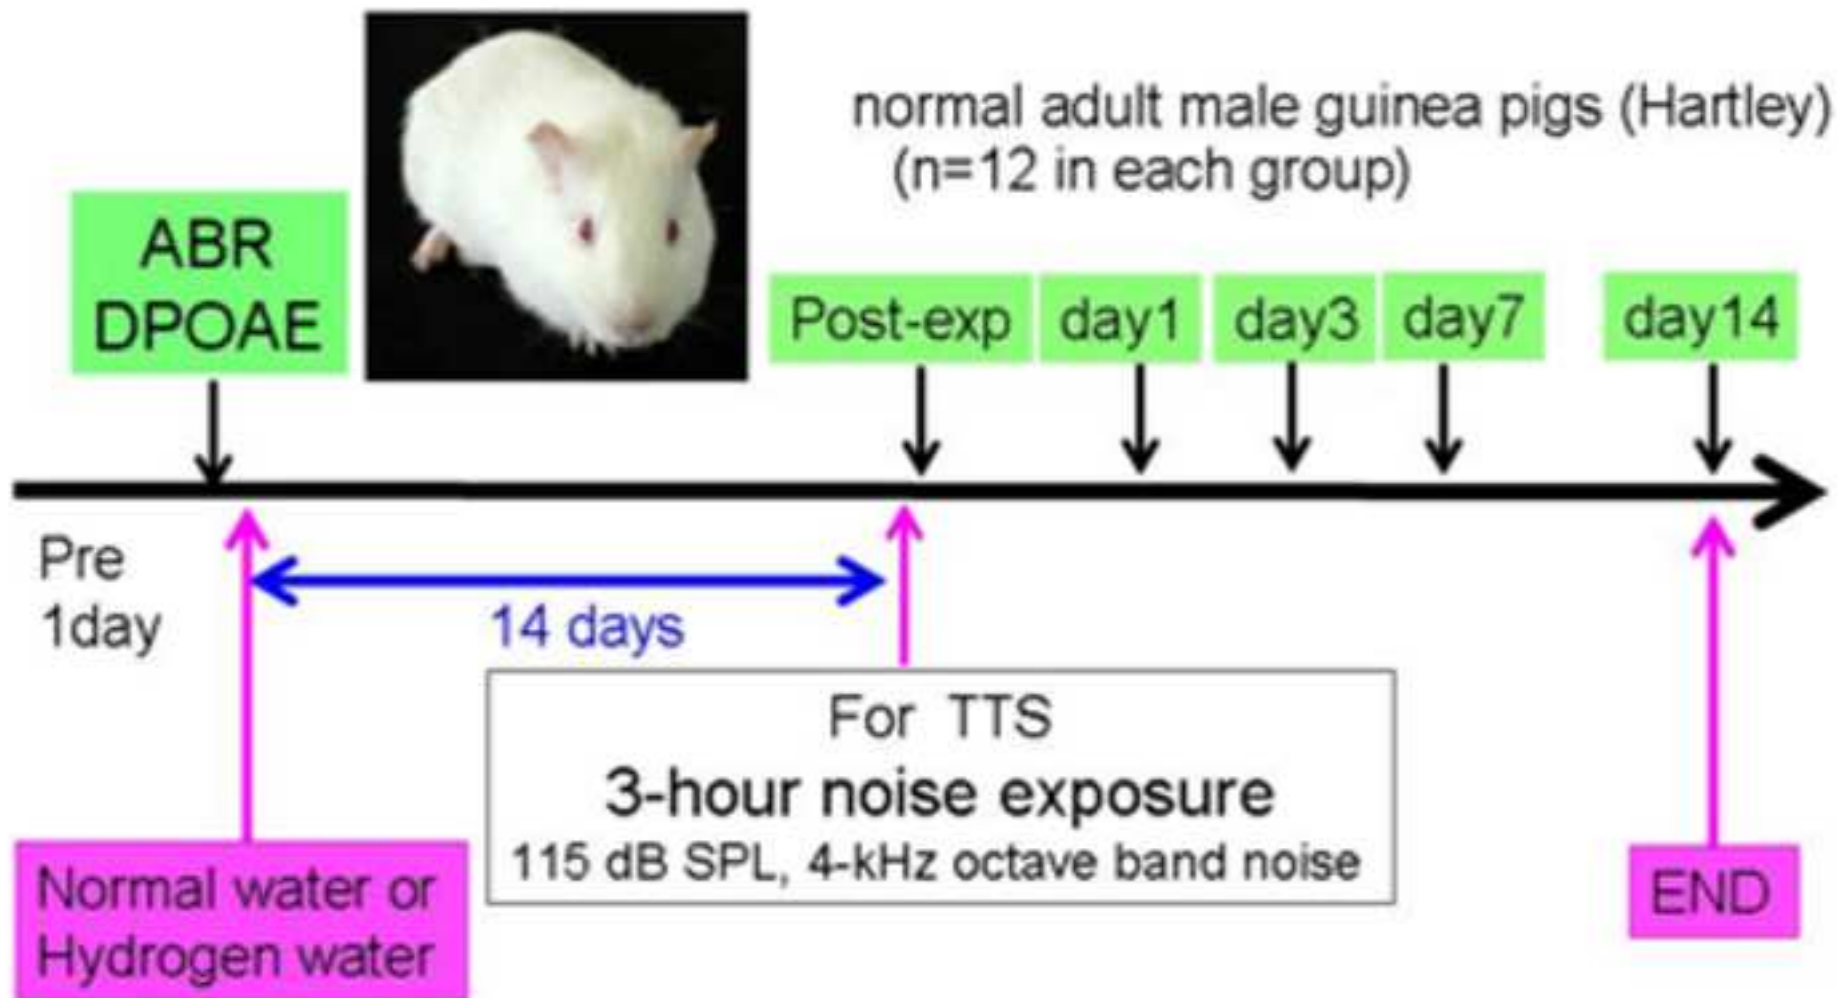 normal adult male guinea pigs (Hartley)
(n=12 in each group)
ABR
DPOAE
Post-exp
day1
day3
day7
day14
Pre
1day
14 days
For TTS
3-hour noise exposure
115 dB SPL, 4-kHz octave band noise
Normal water or
Hydrogen water
END